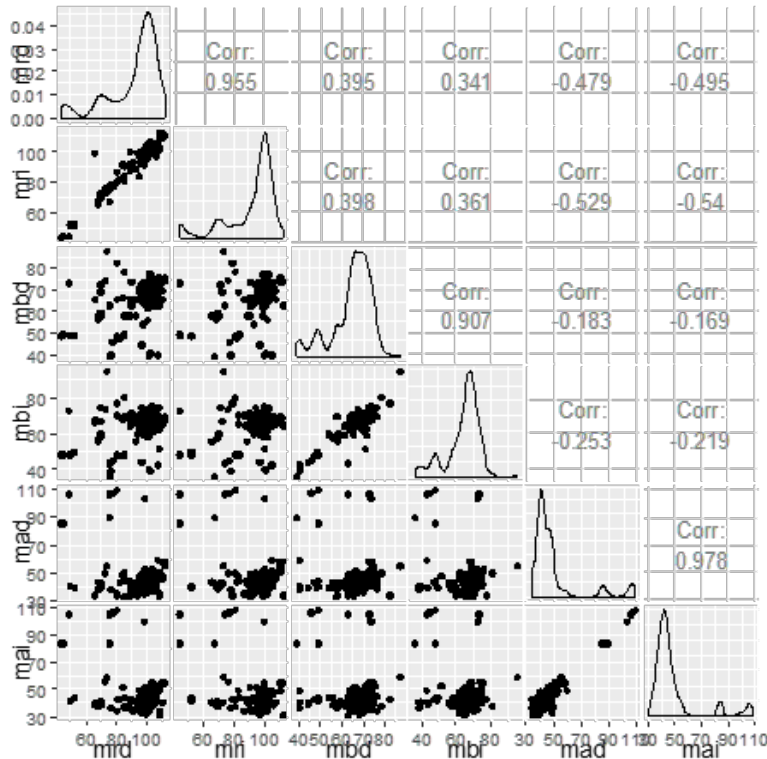 mrd
0.04
0.03
0.02
0.01
0.00
Corr:
0.955
Corr:
0.395
Corr:
0.341
Corr:
-0.479
Corr:
-0.495
mri
100
80
60
Corr:
0.398
Corr:
0.361
Corr:
-0.529
Corr:
-0.54
mbd
80
70
60
50
40
Corr:
0.907
Corr:
-0.183
Corr:
-0.169
mbi
80
60
40
Corr:
-0.253
Corr:
-0.219
mad
110
90
70
50
30
Corr:
0.978
mai
110
90
70
50
30
60 80 100
60 80 100
40 50 60 70 80
40 60 80
30 50 70 90 110
30 50 70 90 110
mrd mri mbd mbi mad mai